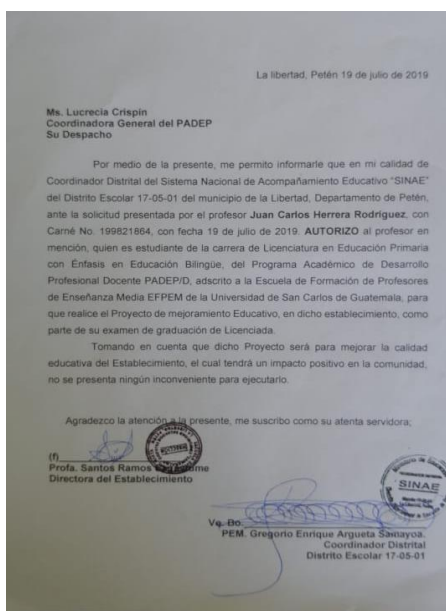 La libertad, Petén 19 de julio de 2019
Ms. Lucrecia Crispín
Coordinadora General del PADEP
Su Despacho
Por medio de la presente, me permito informarle que en mi calidad de
Coordinador Distrital del Sistema Nacional de Acompañamiento Educativo “SINAE”
del Distrito Escolar 17-05-01 del municipio de la Libertad, Departamento de Petén,
ante la solicitud presentada por el profesor Juan Carlos Herrera Rodríguez, con
Carné No. 199821864, con fecha 19 de julio de 2019. AUTORIZO al profesor en
mención, quien es estudiante de la carrera de Licenciatura en Educación Primaria
con Énfasis en Educación Bilingüe, del Programa Académico de Desarrollo
Profesional Docente PADEP/D, adscrito a la Escuela de Formación de Profesores
de Enseñanza Media EFPEM de la Universidad de San Carlos de Guatemala, para
que realice el Proyecto de mejoramiento Educativo, en dicho establecimiento, como
parte de su examen de graduación de Licenciada.
Tomando en cuenta que dicho Proyecto será para mejorar la calidad
educativa del Establecimiento, el cual tendrá un impacto positivo en la comunidad,
no se presenta ningún inconveniente para ejecutarlo.
Agradezco la atención a la presente, me suscribo como su atenta servidora;
(f)
Profa. Santos Ramos
Directora del Establecimiento
SINAE
Vq. Bo.
PEM. Gregorio Enrique Argueta Samayoa.
Coordinador Distrital
Distrito Escolar 17-05-01